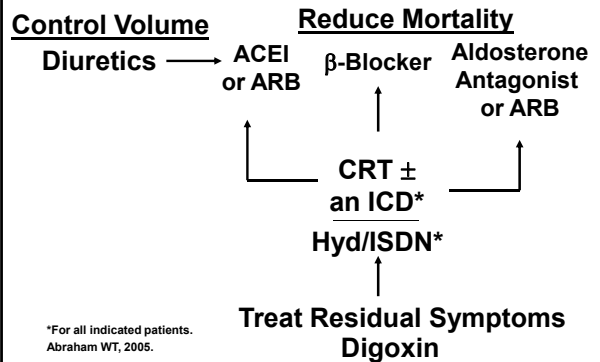 Control Volume
Reduce Mortality
Diuretics
ACEI
or ARB
β-Blocker
Aldosterone
Antagonist
or ARB
CRT ±
an ICD*
Hyd/ISDN*
Treat Residual Symptoms
Digoxin
*For all indicated patients.
Abraham WT, 2005.